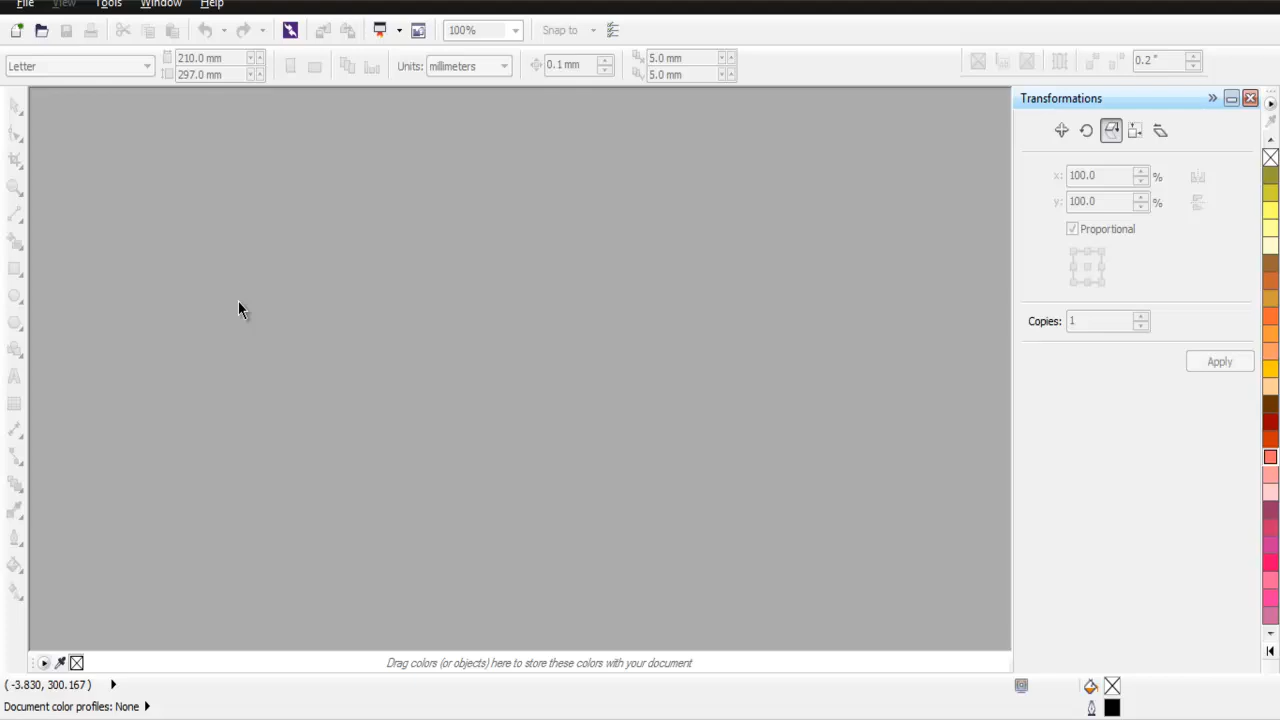 File View Tools Window Help
100% Snap to
Letter 210.0 mm 297.0 mm Units: millimeters 0.1 mm 5.0 mm 5.0 mm 0.2 "
Transformations
x: 100.0 %
y: 100.0 %
Proportional
Copies: 1
Apply
Drag colors (or objects) here to store these colors with your document
( -3.830, 300.167 )
Document color profiles: None